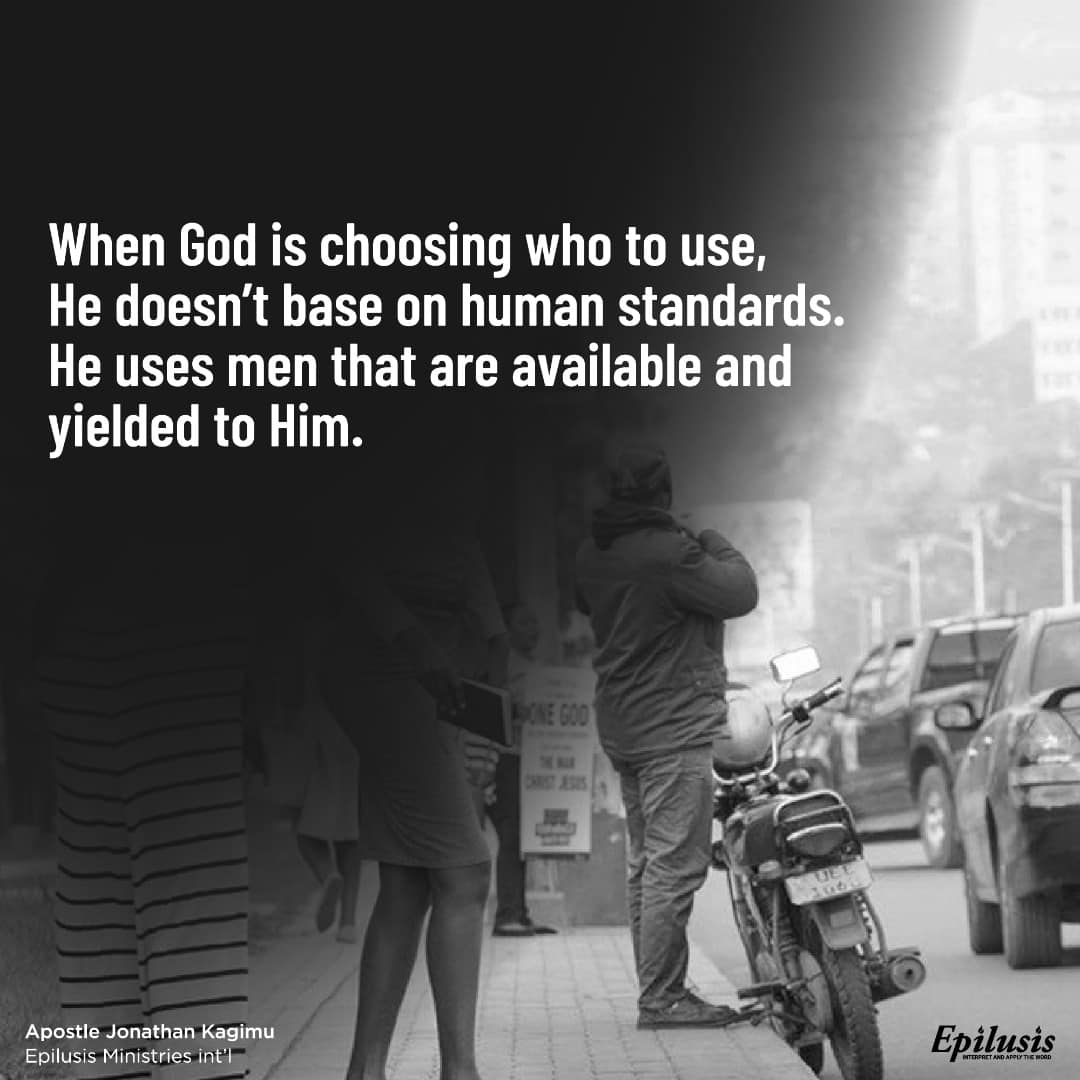 When God is choosing who to use,
He doesn't base on human standards.
He uses men that are available and
yielded to Him.
ONE GOD
THE MAN
CHRIST JESUS
UEE
Apostle Jonathan Kagimu
Epilusis Ministries int'l
Epilusis
INTERPRET AND APPLY THE WORD